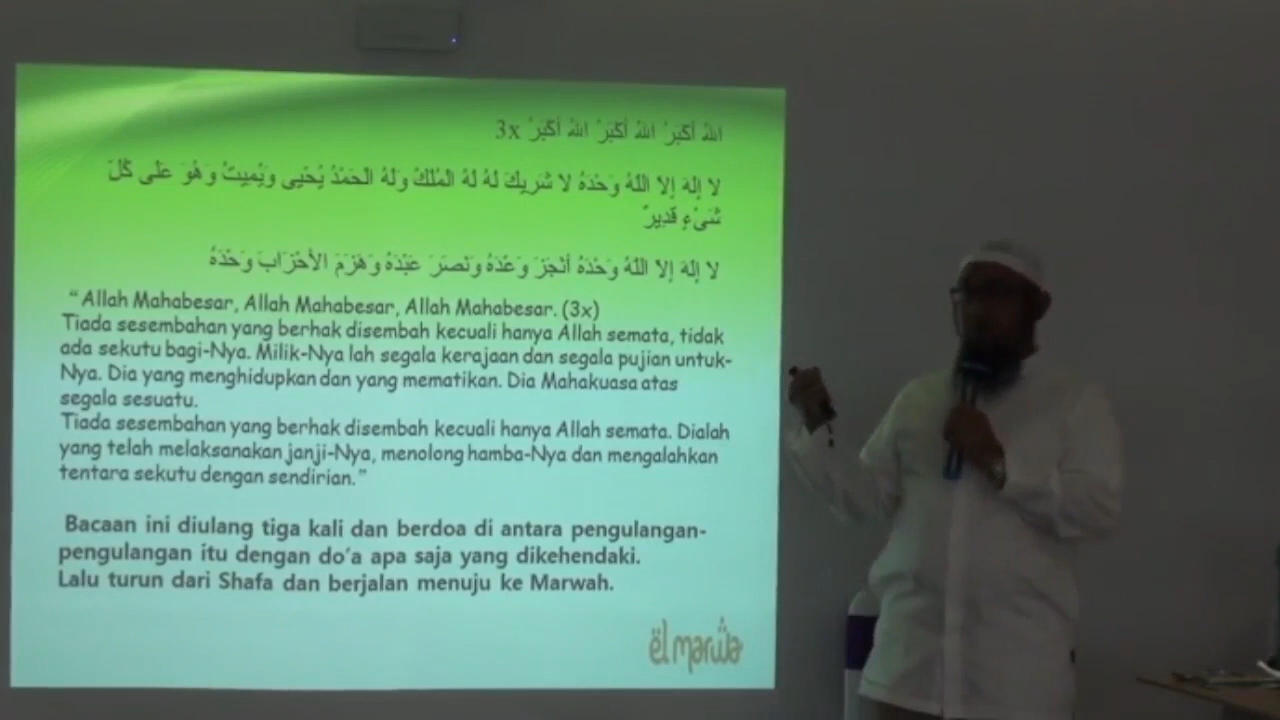 اللهُ أَكْبَرُ اللهُ أَكْبَرُ اللهُ أَكْبَرُ 3x
لا إِلهَ إِلاَّ اللَّهُ وَحْدَهُ لا شَرِيكَ لَهُ لَهُ الْمُلْكُ وَلَهُ الْحَمْدُ يُحْيِى وَيُمِيتُ وَهُوَ عَلَى كُلِّ
شَىْءٍ قَدِيرٌ
لا إِلهَ إِلاَّ اللَّهُ وَحْدَهُ أَنْجَزَ وَعْدَهُ وَنَصَرَ عَبْدَهُ وَهَزَمَ الأَحْزَابَ وَحْدَهُ
“Allah Mahabesar, Allah Mahabesar, Allah Mahabesar. (3x)
Tiada sesembahan yang berhak disembah kecuali hanya Allah semata, tidak
ada sekutu bagi-Nya. Milik-Nya lah segala kerajaan dan segala pujian untuk-
Nya. Dia yang menghidupkan dan yang mematikan. Dia Mahakuasa atas
segala sesuatu.
Tiada sesembahan yang berhak disembah kecuali hanya Allah semata. Dialah
yang telah melaksanakan janji-Nya, menolong hamba-Nya dan mengalahkan
tentara sekutu dengan sendirian.”
Bacaan ini diulang tiga kali dan berdoa di antara pengulangan-
pengulangan itu dengan do’a apa saja yang dikehendaki.
Lalu turun dari Shafa dan berjalan menuju ke Marwah.
ël marwa